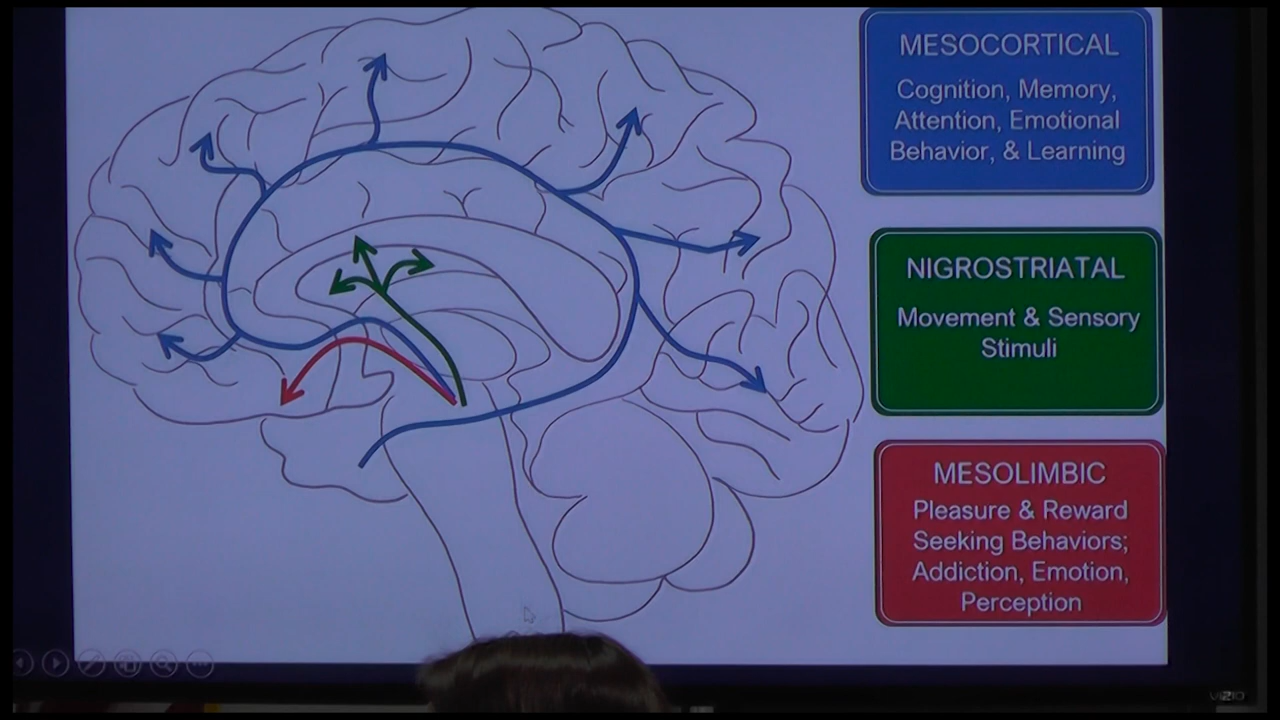 MESOCORTICAL
Cognition, Memory,
Attention, Emotional
Behavior, & Learning
NIGROSTRIATAL
Movement & Sensory
Stimuli
MESOLIMBIC
Pleasure & Reward
Seeking Behaviors;
Addiction, Emotion,
Perception
VIZIO